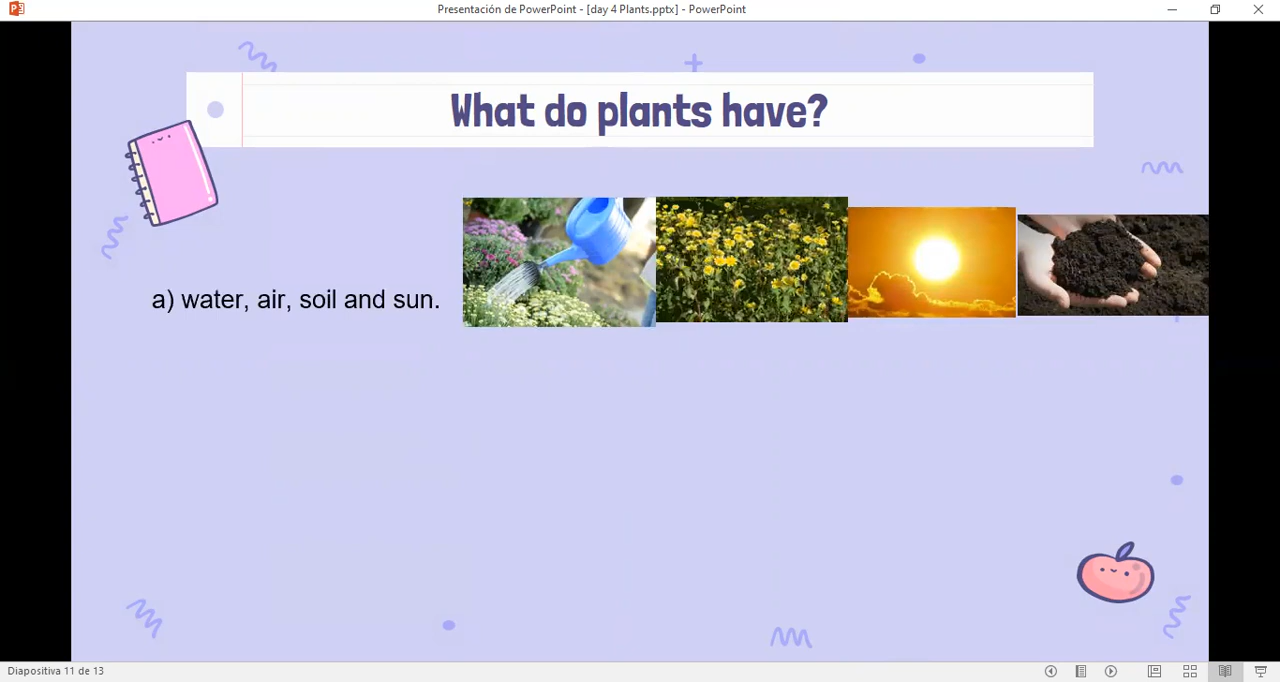 Presentación de PowerPoint - [day 4 Plants.pptx] - PowerPoint
What do plants have?
a) water, air, soil and sun.
Diapositiva 11 de 13